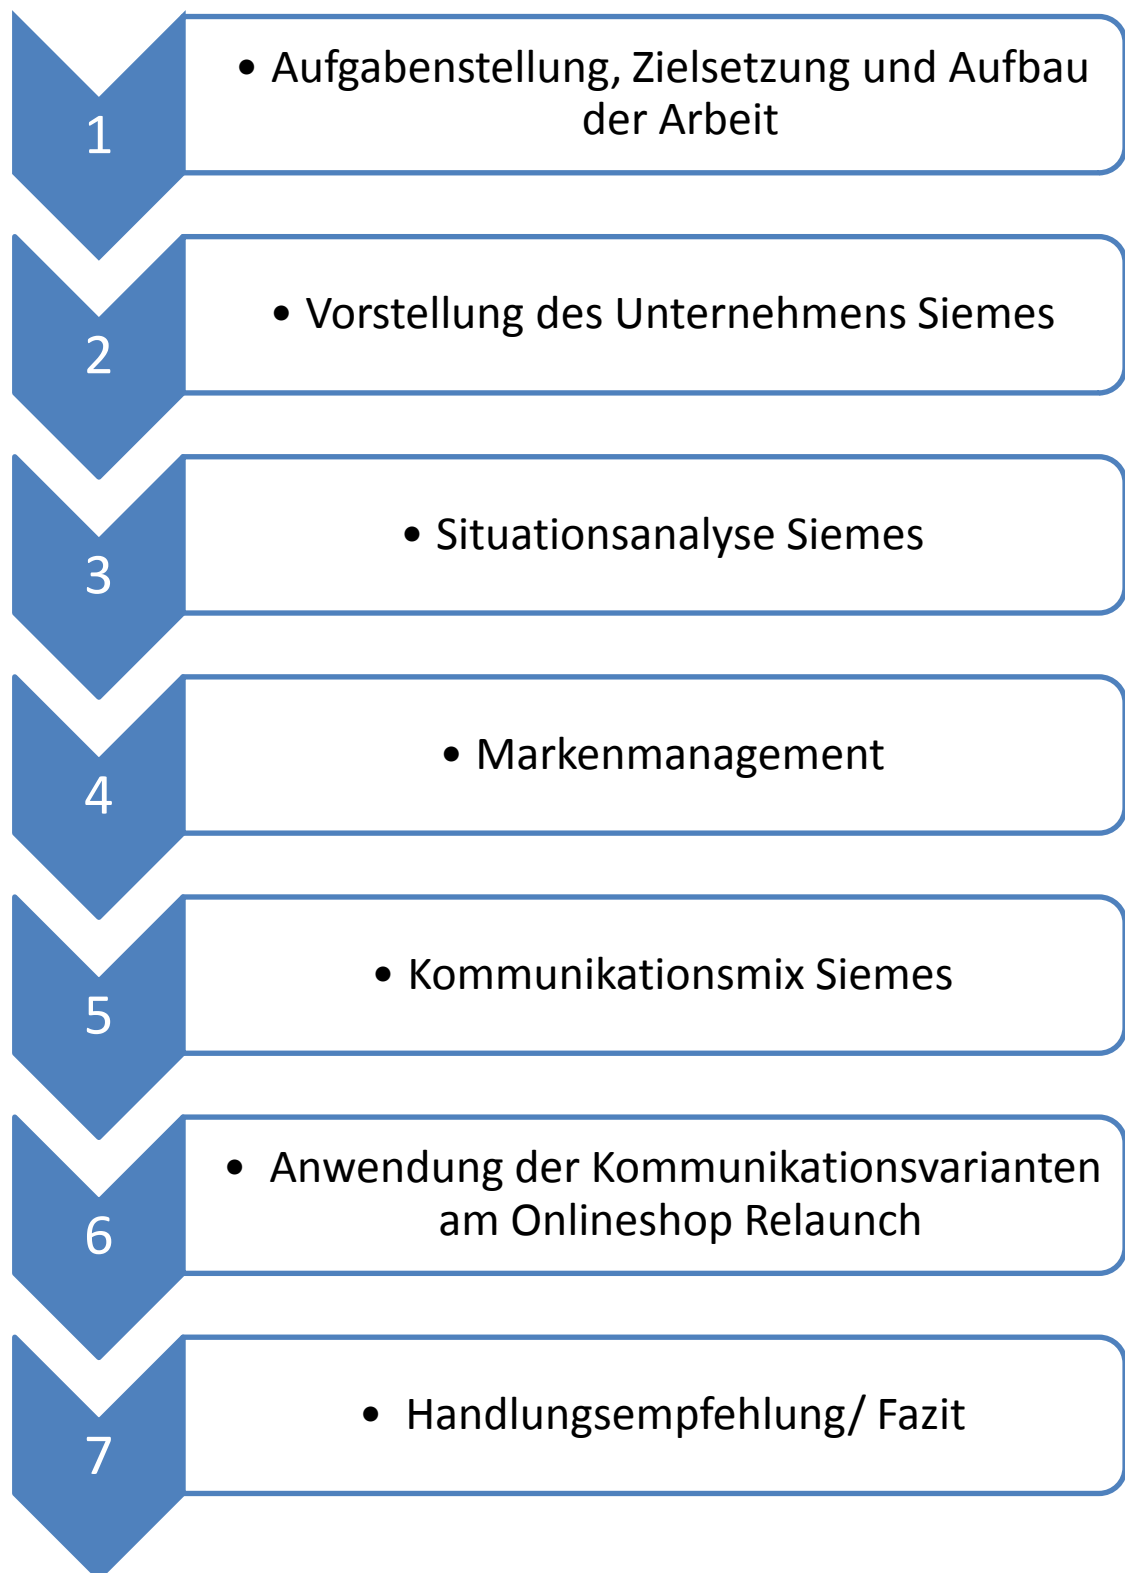 1
• Aufgabenstellung, Zielsetzung und Aufbau
der Arbeit
2
• Vorstellung des Unternehmens Siemes
3
• Situationsanalyse Siemes
4
• Markenmanagement
5
• Kommunikationsmix Siemes
6
• Anwendung der Kommunikationsvarianten
am Onlineshop Relaunch
7
• Handlungsempfehlung/ Fazit